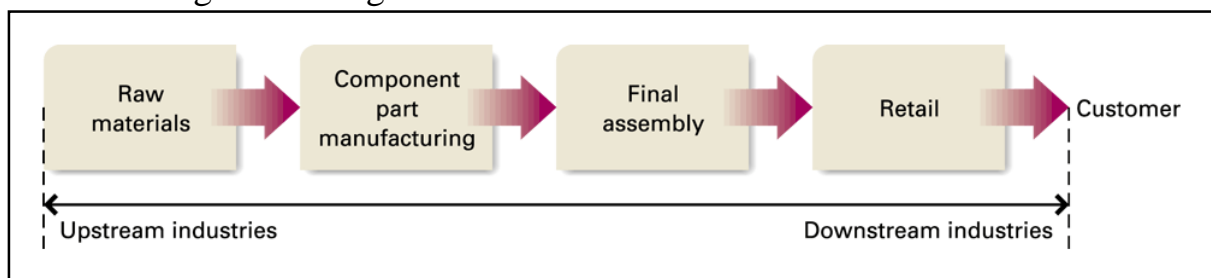 Raw
materials
Component
part
manufacturing
Final
assembly
Retail
Customer
Upstream industries
Downstream industries